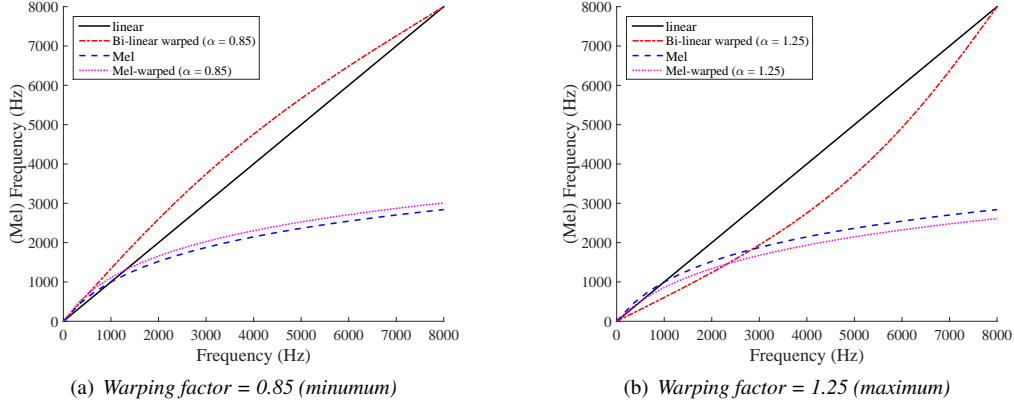 8000
7000
6000
5000
4000
3000
2000
1000
0
(Mel) Frequency (Hz)
linear
Bi-linear warped (α = 0.85)
Mel
Mel-warped (α = 0.85)
0 1000 2000 3000 4000 5000 6000 7000 8000
Frequency (Hz)
(a) Warping factor = 0.85 (minumum)
8000
7000
6000
5000
4000
3000
2000
1000
0
(Mel) Frequency (Hz)
linear
Bi-linear warped (α = 1.25)
Mel
Mel-warped (α = 1.25)
0 1000 2000 3000 4000 5000 6000 7000 8000
Frequency (Hz)
(b) Warping factor = 1.25 (maximum)